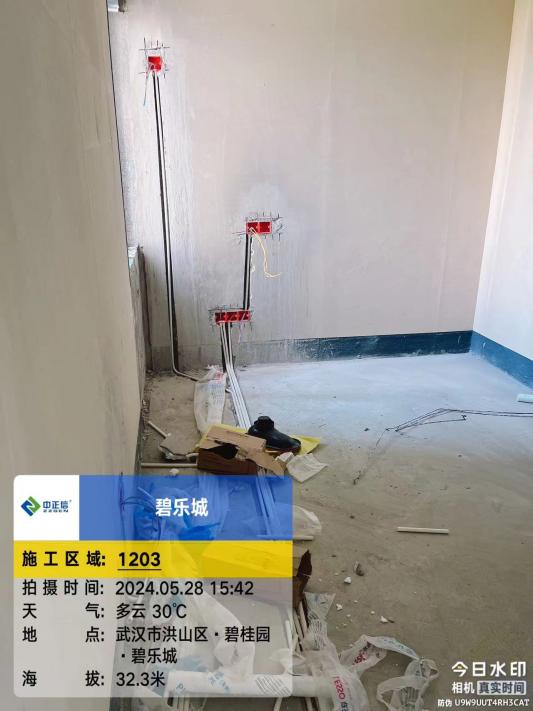 中正信®
ZZGEN
碧乐城
施工区域: 1203
拍摄时间: 2024.05.28 15:42
天气: 多云 30℃
地点: 武汉市洪山区·碧桂园
·碧乐城
海拔: 32.3米
今日水印
相机 真实时间
防伪 U9W9UUT4RH3CAT